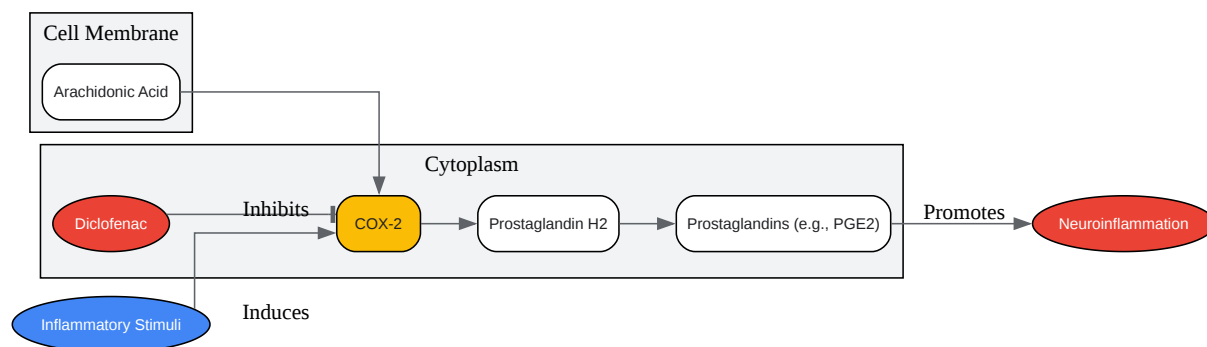 Cell Membrane
Arachidonic Acid
Cytoplasm
Diclofenac
Inhibits
COX-2
Prostaglandin H2
Prostaglandins (e.g., PGE2)
Promotes
Neuroinflammation
Inflammatory Stimuli
Induces